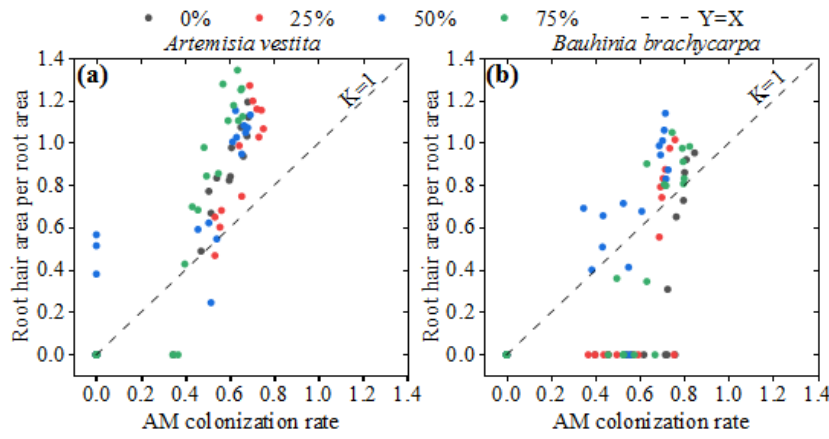 0% 25% 50% 75% Y=X
Artemisia vestita Bauhinia brachycarpa
(a) K=1
(b) K=1
Root hair area per root area
1.4
1.2
1.0
0.8
0.6
0.4
0.2
0.0
0.0 0.2 0.4 0.6 0.8 1.0 1.2 1.4
AM colonization rate
Root hair area per root area
1.4
1.2
1.0
0.8
0.6
0.4
0.2
0.0
0.0 0.2 0.4 0.6 0.8 1.0 1.2 1.4
AM colonization rate